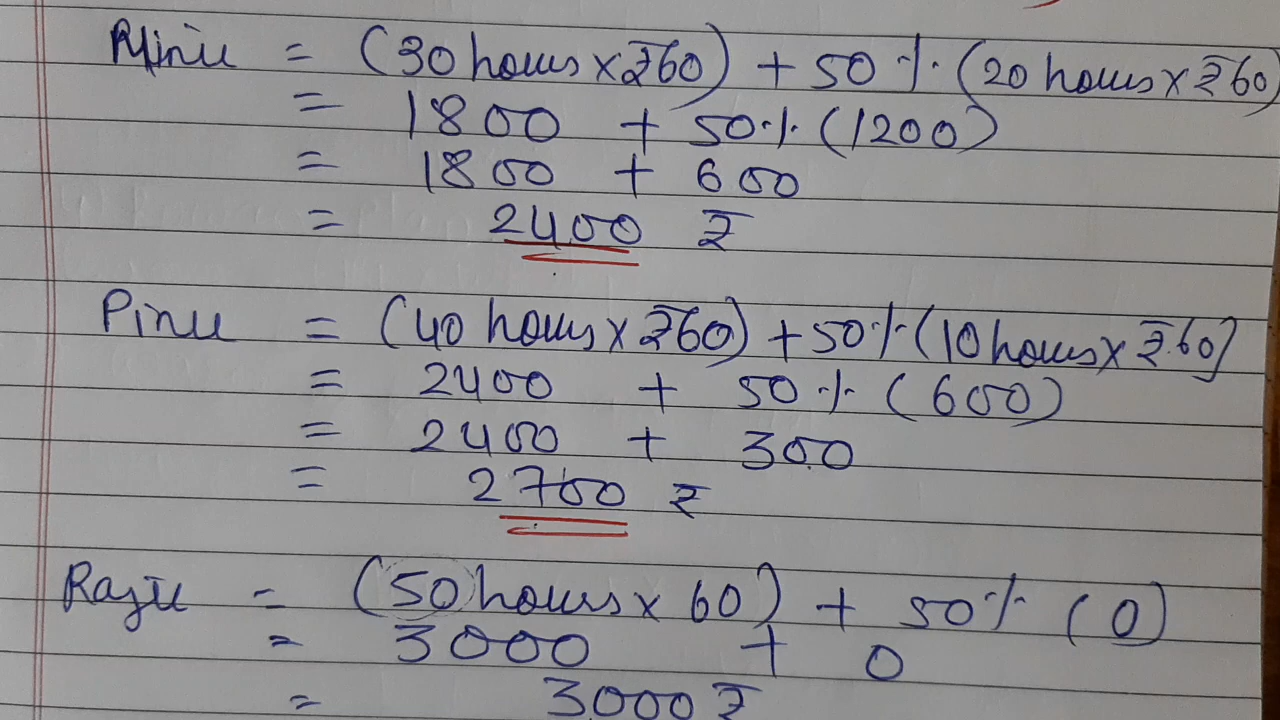 Minu = (30 hours x ₹60) + 50 % (20 hours x ₹60)
= 1800 + 50 % (1200)
= 1800 + 600
= 2400 ₹
Pinu = (40 hours x ₹60) + 50 % (10 hours x ₹60]
= 2400 + 50 % (600)
= 2400 + 300
= 2700 ₹
Raju = (50 hours x 60) + 50 % (0)
= 3000 + 0
= 3000 ₹